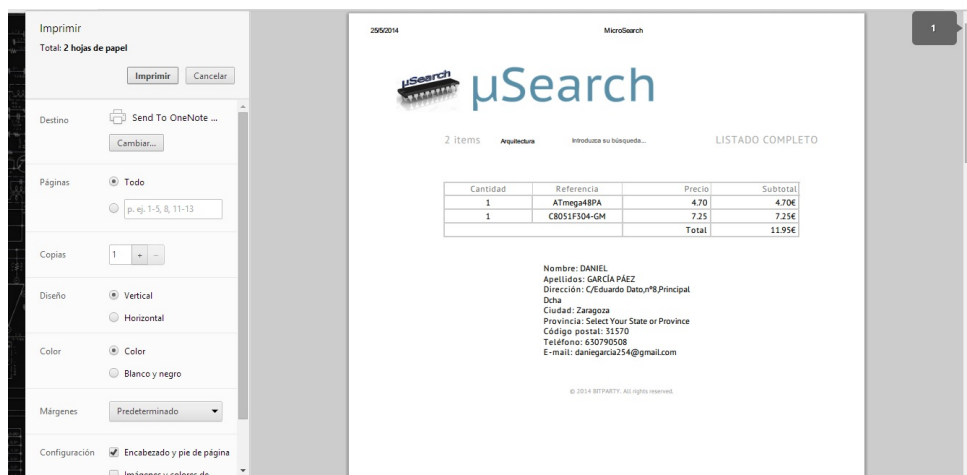 Imprimir
Total: 2 hojas de papel
Imprimir Cancelar
Destino Send To OneNote ...
Cambiar...
Páginas Todo
p. ej. 1-5, 8, 11-13
Copias 1 + -
Diseño Vertical
Horizontal
Color Color
Blanco y negro
Márgenes Predeterminado
Configuración Encabezado y pie de página
Imágenes y colores de
25/5/2014 MicroSearch
1
µSearch µSearch
2 items Arquitectura Introduzca su búsqueda... LISTADO COMPLETO
Cantidad Referencia Precio Subtotal
1 ATmega48PA 4.70 4.70€
1 C8051F304-GM 7.25 7.25€
Total 11.95€
Nombre: DANIEL
Apellidos: GARCÍA PÁEZ
Dirección: C/Eduardo Dato,nº8,Principal
Dcha
Ciudad: Zaragoza
Provincia: Select Your State or Province
Código postal: 31570
Teléfono: 630790508
E-mail: daniegarcia254@gmail.com
© 2014 BITPARTY. All rights reserved.